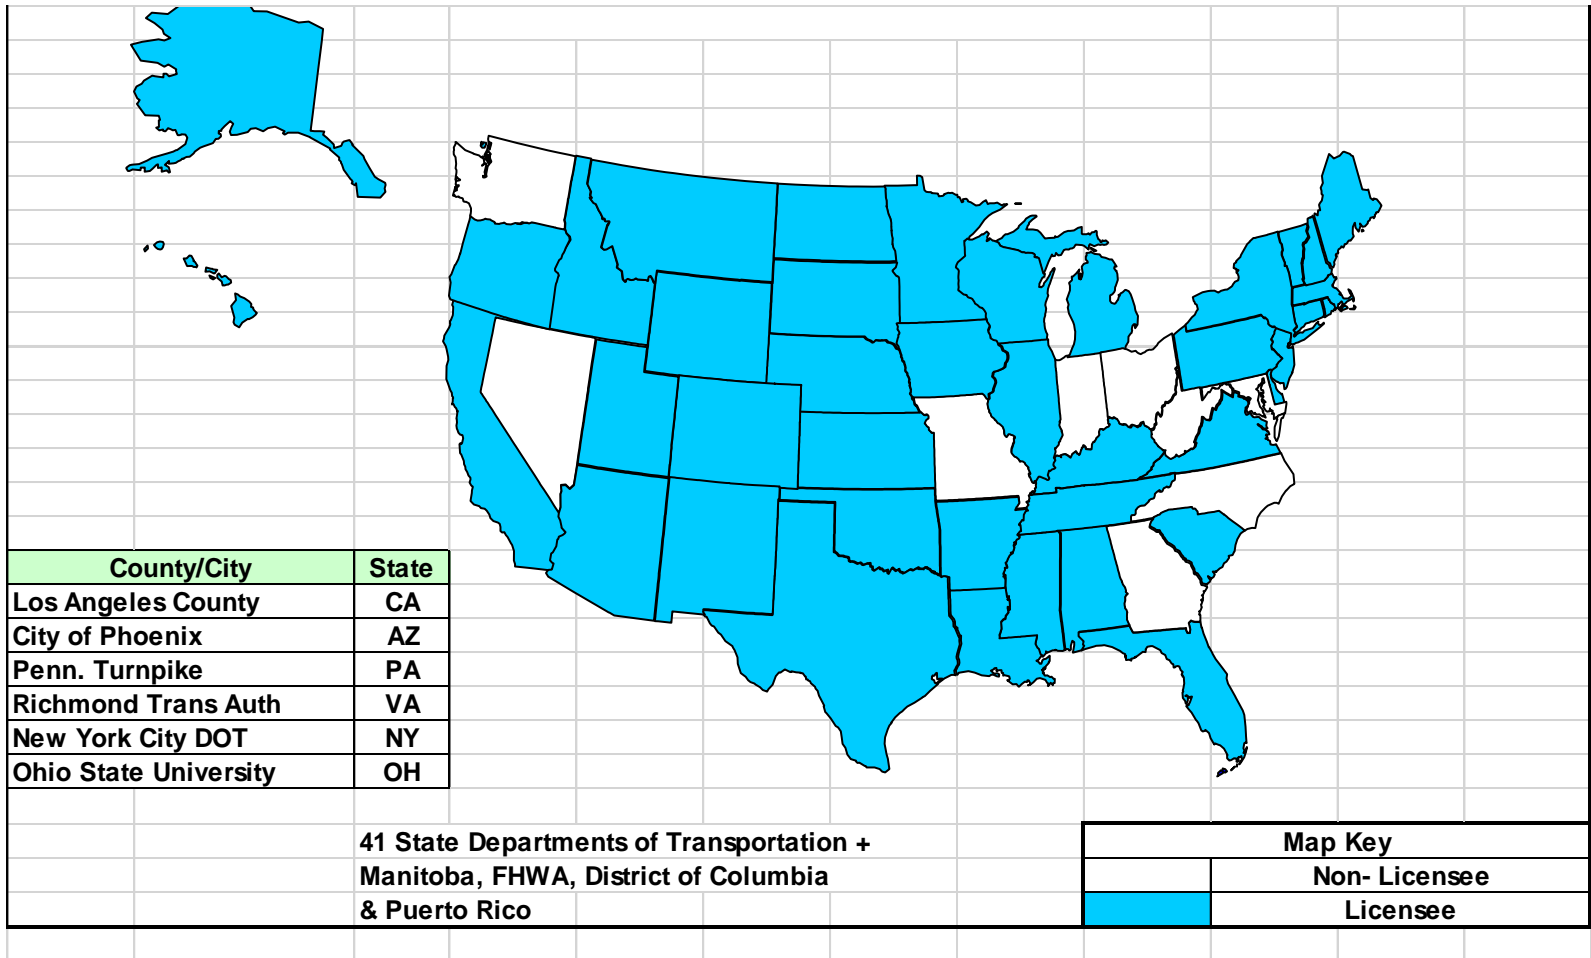 County/City State
Los Angeles County CA
City of Phoenix AZ
Penn. Turnpike PA
Richmond Trans Auth VA
New York City DOT NY
Ohio State University OH
41 State Departments of Transportation +
Manitoba, FHWA, District of Columbia
& Puerto Rico
Map Key
Non- Licensee
Licensee